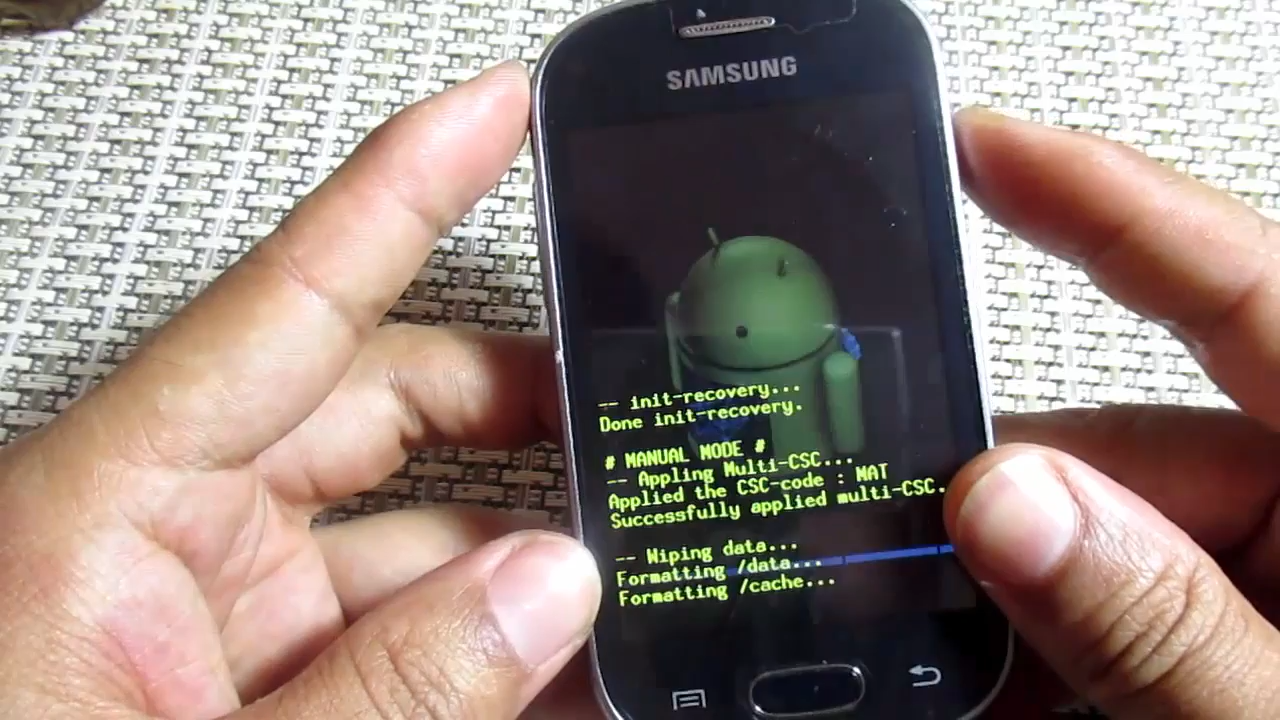 SAMSUNG
-- init-recovery...
Done init-recovery.
# MANUAL MODE #
-- Appling Multi-CSC...
Applied the CSC-code : MAT
Successfully applied multi-CSC.
-- Wiping data...
Formatting /data...
Formatting /cache...